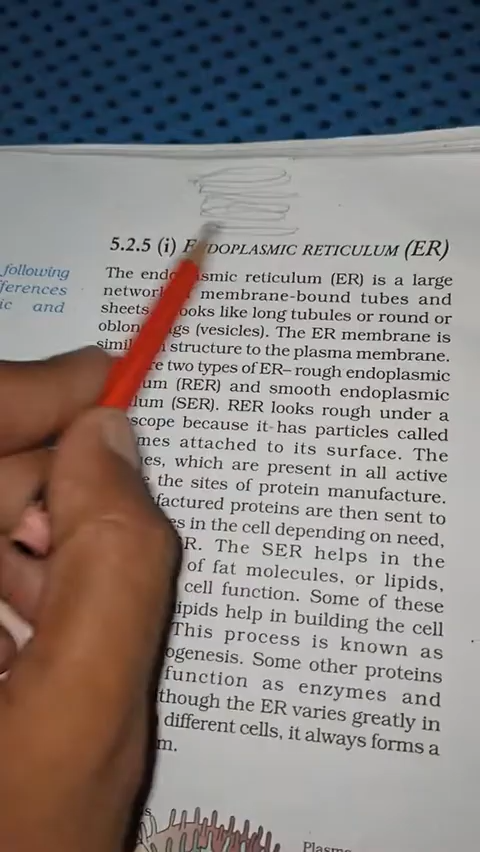 5.2.5 (i) ENDOPLASMIC RETICULUM (ER)
following
ferences
ic and
The smic reticulum (ER) is a large
membrane-bound tubes and
sheets. ooks like long tubules or round or
gs (vesicles). The ER membrane is
structure to the plasma membrane.
re two types of ER– rough endoplasmic
um (RER) and smooth endoplasmic
lum (SER). RER looks rough under a
scope because it has particles called
mes attached to its surface. The
es, which are present in all active
the sites of protein manufacture.
factured proteins are then sent to
es in the cell depending on need,
R. The SER helps in the
of fat molecules, or lipids,
cell function. Some of these
ipids help in building the cell
This process is known as
ogenesis. Some other proteins
function as enzymes and
though the ER varies greatly in
different cells, it always forms a
m.
Plasma